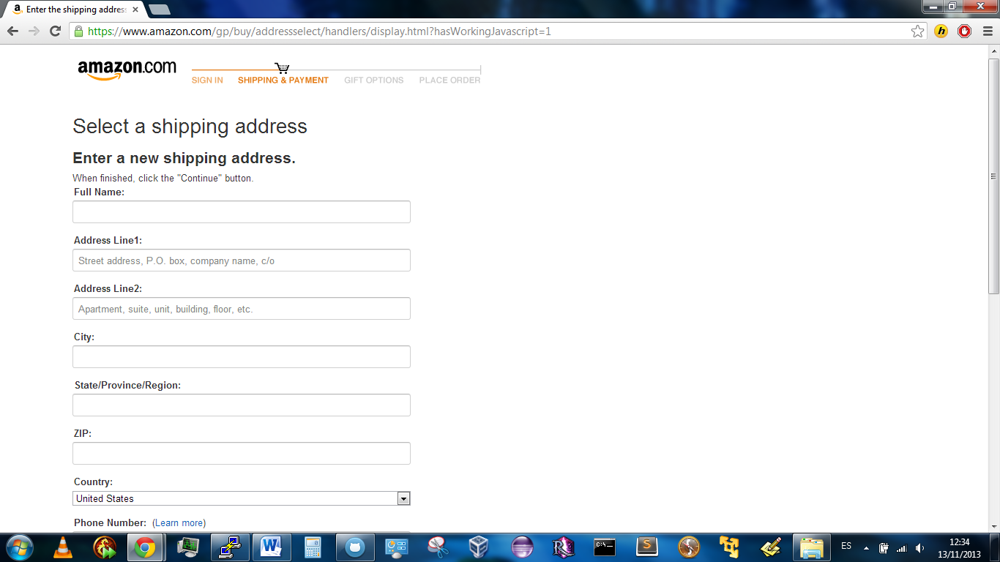 Enter the shipping address
https://www.amazon.com/gp/buy/addressselect/handlers/display.html?hasWorkingJavascript=1
amazon.com
SIGN IN SHIPPING & PAYMENT GIFT OPTIONS PLACE ORDER
Select a shipping address
Enter a new shipping address.
When finished, click the "Continue" button.
Full Name:
Address Line1:
Street address, P.O. box, company name, c/o
Address Line2:
Apartment, suite, unit, building, floor, etc.
City:
State/Province/Region:
ZIP:
Country:
United States
Phone Number: (Learn more)
ES
12:34
13/11/2013